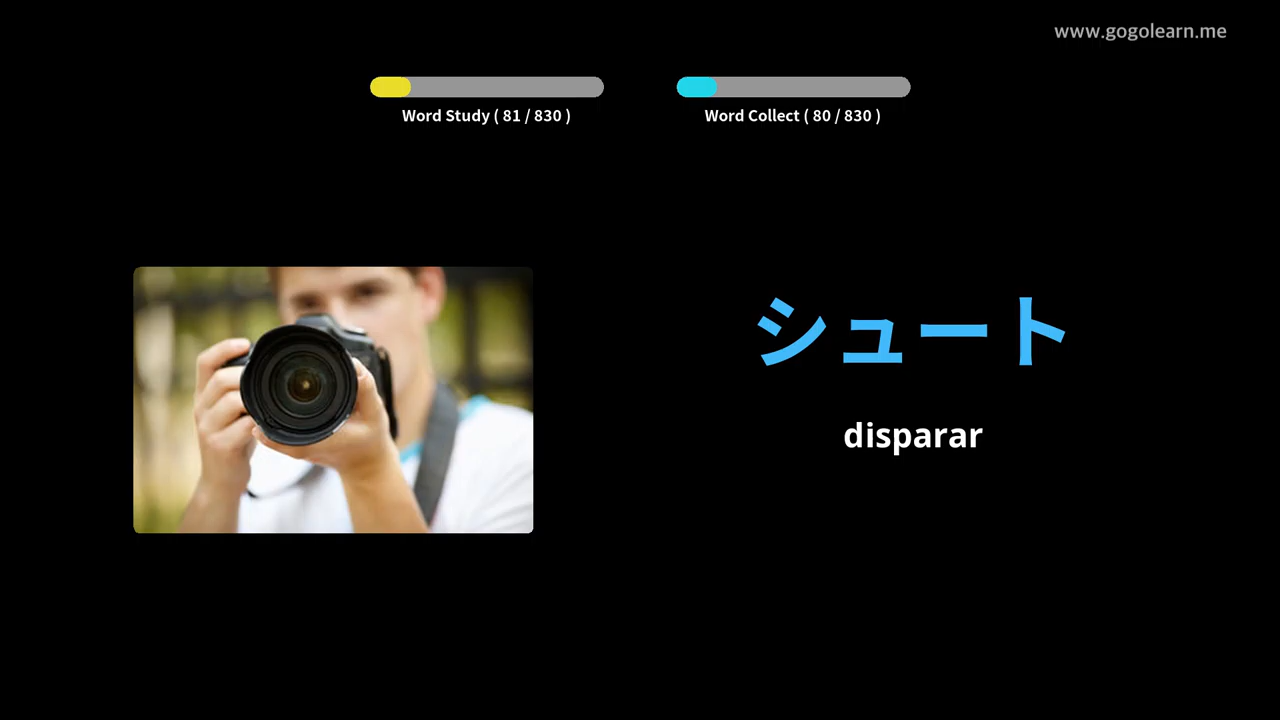 www.gogolearn.me
Word Study ( 81 / 830 )
Word Collect ( 80 / 830 )
シュート
disparar